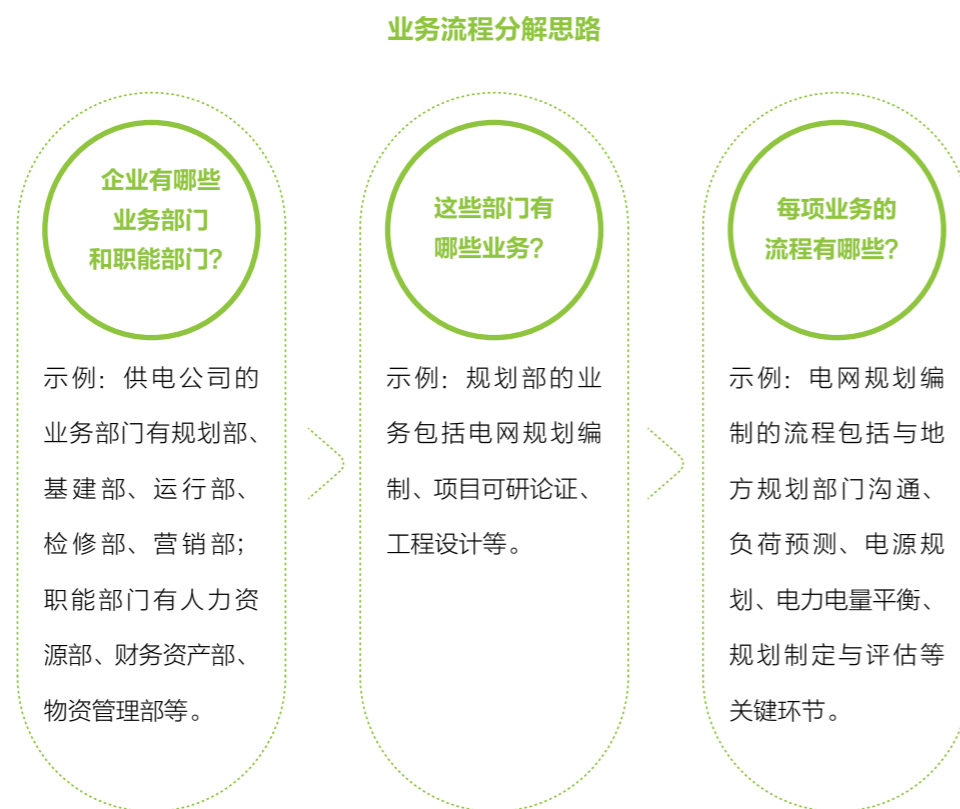 业务流程分解思路
企业有哪些
业务部门
和职能部门？
示例：供电公司的
业务部门有规划部、
基建部、运行部、
检修部、营销部；
职能部门有人力资
源部、财务资产部、
物资管理部等。
这些部门有
哪些业务？
示例：规划部的业
务包括电网规划编
制、项目可研论证、
工程设计等。
每项业务的
流程有哪些？
示例：电网规划编
制的流程包括与地
方规划部门沟通、
负荷预测、电源规
划、电力电量平衡、
规划制定与评估等
关键环节。